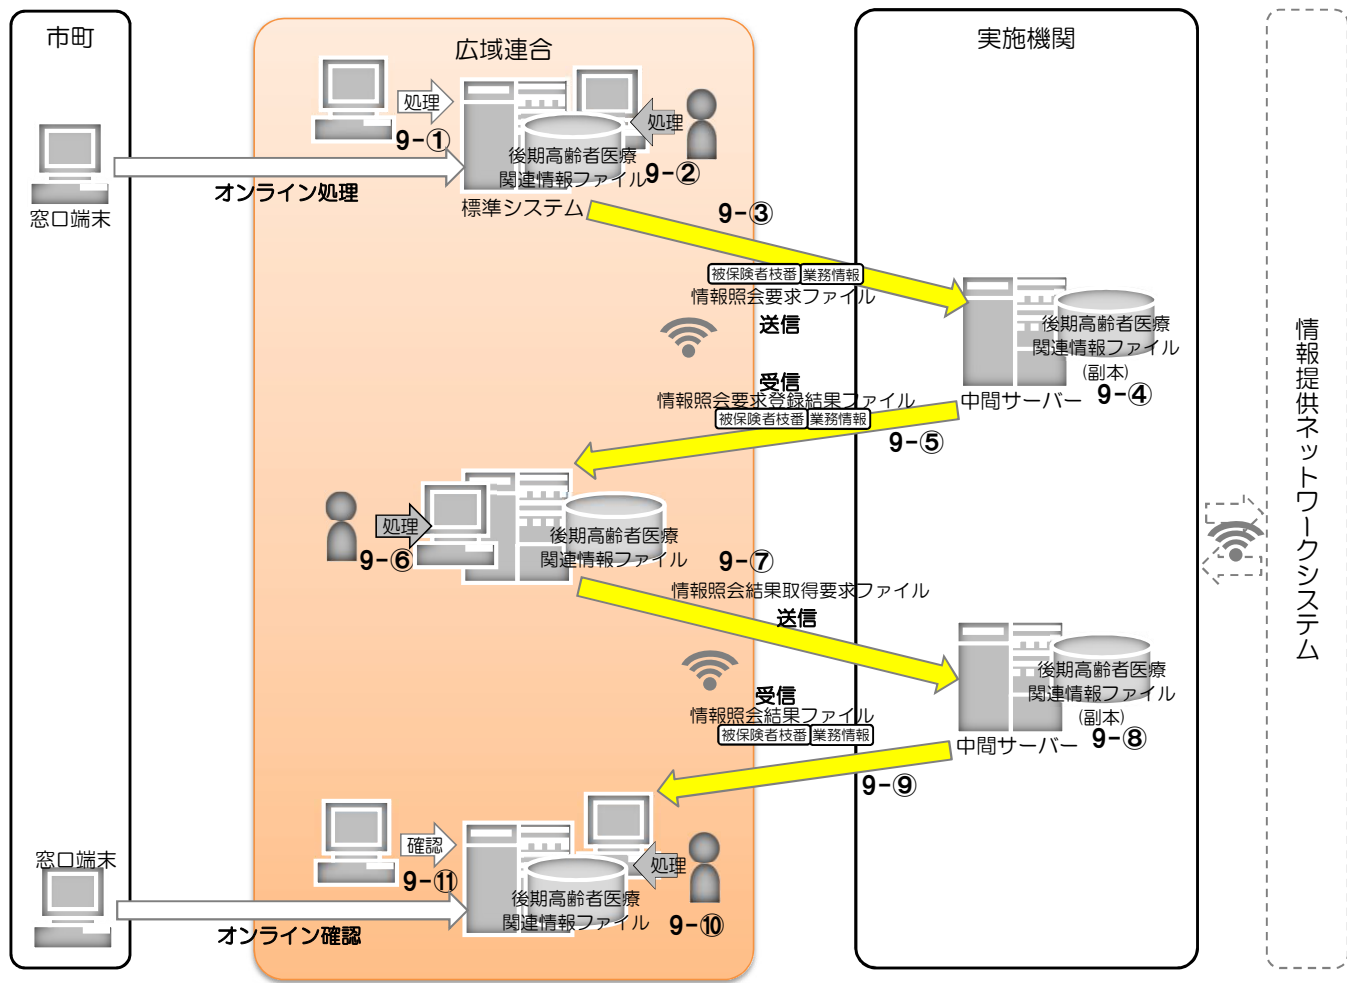 市町
広域連合
実施機関
処理
9-①
処理
9-②
後期高齢者医療
関連情報ファイル
標準システム
窓口端末
オンライン処理
9-③
被保険者枝番
業務情報
情報照会要求ファイル
送信
後期高齢者医療
関連情報ファイル
(副本)
中間サーバー
9-④
受信
情報照会要求登録結果ファイル
被保険者枝番
業務情報
9-⑤
情報提供ネットワークシステム
処理
9-⑥
後期高齢者医療
関連情報ファイル
9-⑦
情報照会結果取得要求ファイル
送信
後期高齢者医療
関連情報ファイル
(副本)
中間サーバー
9-⑧
受信
情報照会結果ファイル
被保険者枝番
業務情報
9-⑨
確認
9-⑪
処理
9-⑩
後期高齢者医療
関連情報ファイル
窓口端末
オンライン確認